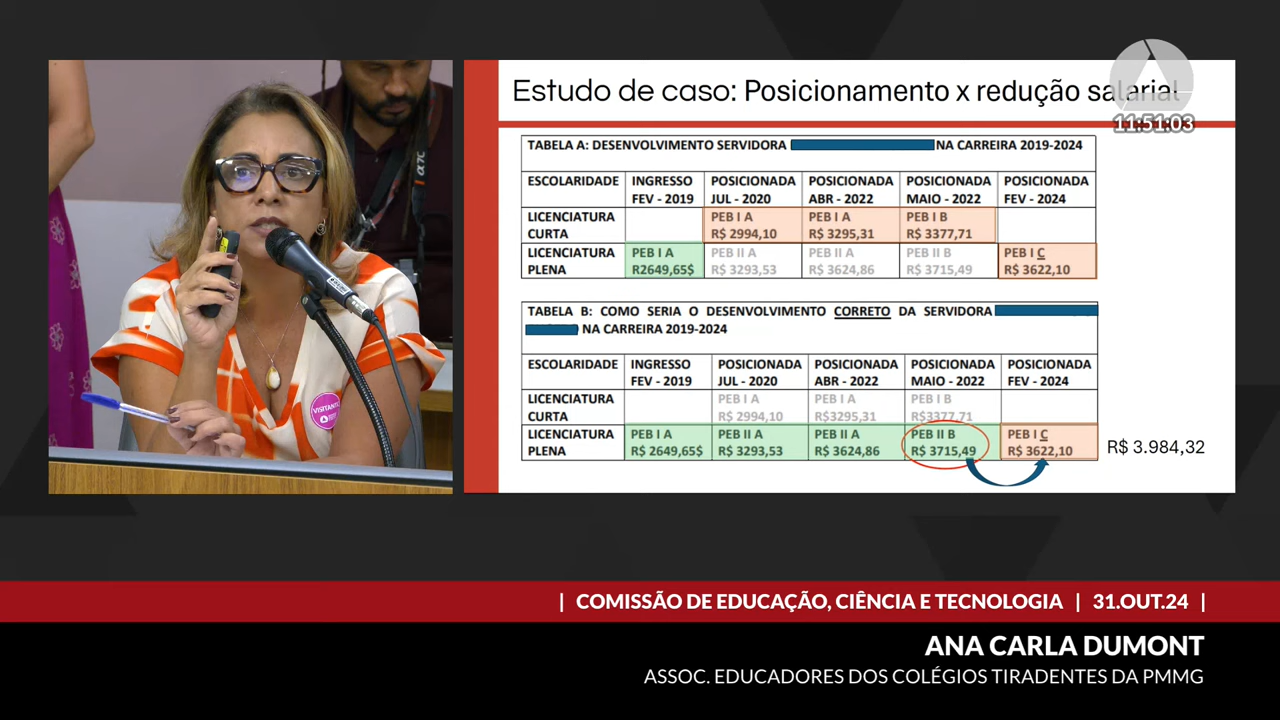 Estudo de caso: Posicionamento x redução salarial
11:51:03
TABELA A: DESENVOLVIMENTO SERVIDORA NA CARREIRA 2019-2024
ESCOLARIDADE INGRESSO FEV - 2019 POSICIONADA JUL - 2020 POSICIONADA ABR - 2022 POSICIONADA MAIO - 2022 POSICIONADA FEV - 2024
LICENCIATURA CURTA PEB I A R$ 2994,10 PEB I A R$ 3295,31 PEB I B R$ 3377,71
LICENCIATURA PLENA PEB I A R2649,65$ PEB II A R$ 3293,53 PEB II A R$ 3624,86 PEB II B R$ 3715,49 PEB I C R$ 3622,10
TABELA B: COMO SERIA O DESENVOLVIMENTO CORRETO DA SERVIDORA
NA CARREIRA 2019-2024
ESCOLARIDADE INGRESSO FEV - 2019 POSICIONADA JUL - 2020 POSICIONADA ABR - 2022 POSICIONADA MAIO - 2022 POSICIONADA FEV - 2024
LICENCIATURA CURTA PEB I A R$ 2994,10 PEB I A R$3295,31 PEB I B R$3377,71
LICENCIATURA PLENA PEB I A R$ 2649,65$ PEB II A R$ 3293,53 PEB II A R$ 3624,86 PEB II B R$ 3715,49 PEB I C R$ 3622,10
R$ 3.984,32
VISITANTE
| COMISSÃO DE EDUCAÇÃO, CIÊNCIA E TECNOLOGIA | 31.OUT.24 |
ANA CARLA DUMONT
ASSOC. EDUCADORES DOS COLÉGIOS TIRADENTES DA PMMG